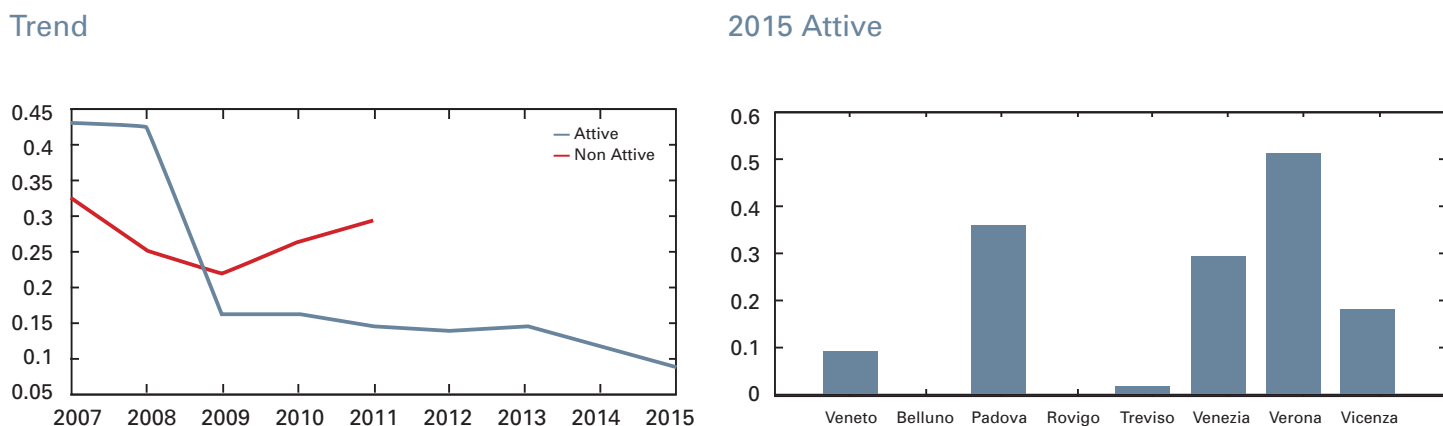 Trend
0.45
0.4
0.35
0.3
0.25
0.2
0.15
0.1
0.05
Attive
Non Attive
2007 2008 2009 2010 2011 2012 2013 2014 2015
2015 Attive
0.6
0.5
0.4
0.3
0.2
0.1
0
Veneto Belluno Padova Rovigo Treviso Venezia Verona Vicenza